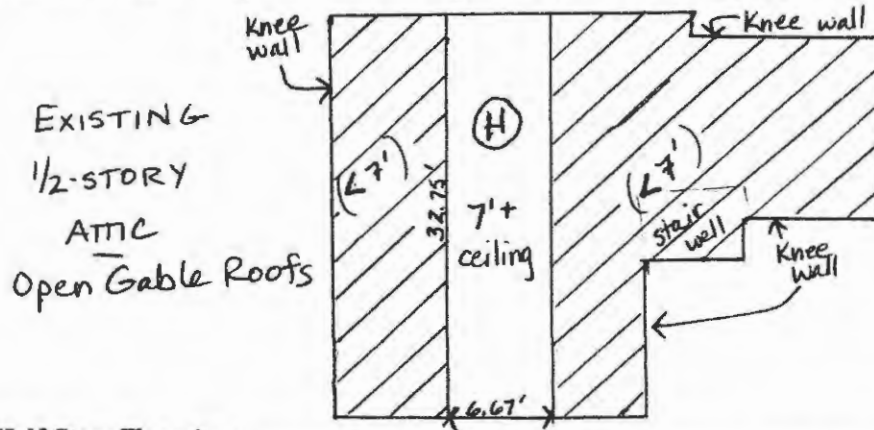 Knee
wall
Knee wall
EXISTING
1/2-STORY
ATTIC
Open Gable Roofs
(<7')
32.75'
H
7'+
ceiling
(<7')
stair
well
Knee
wall
6.67'